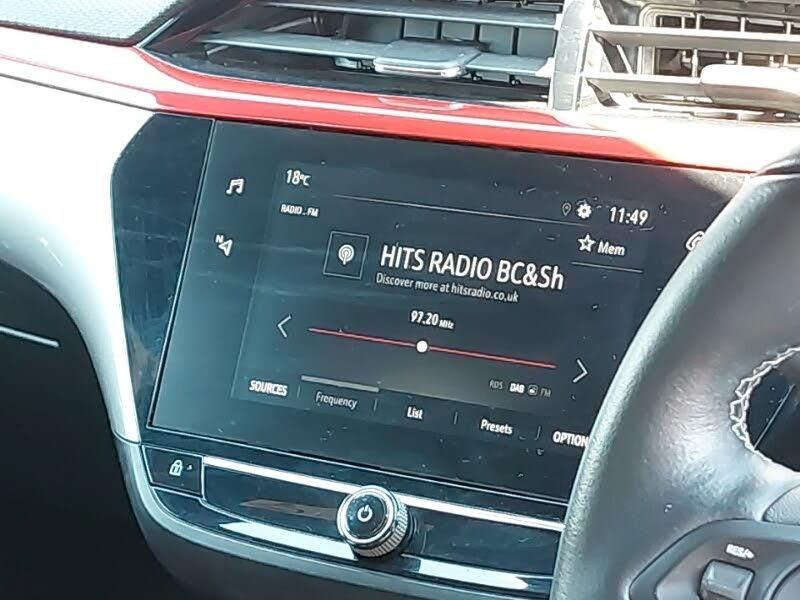 18°C
11:49
RADIO . FM
Mem
N
HITS RADIO BC&Sh
Discover more at hitsradio.co.uk
97.20 MHz
RDS DAB FM
SOURCES Frequency List Presets OPTION
RES/